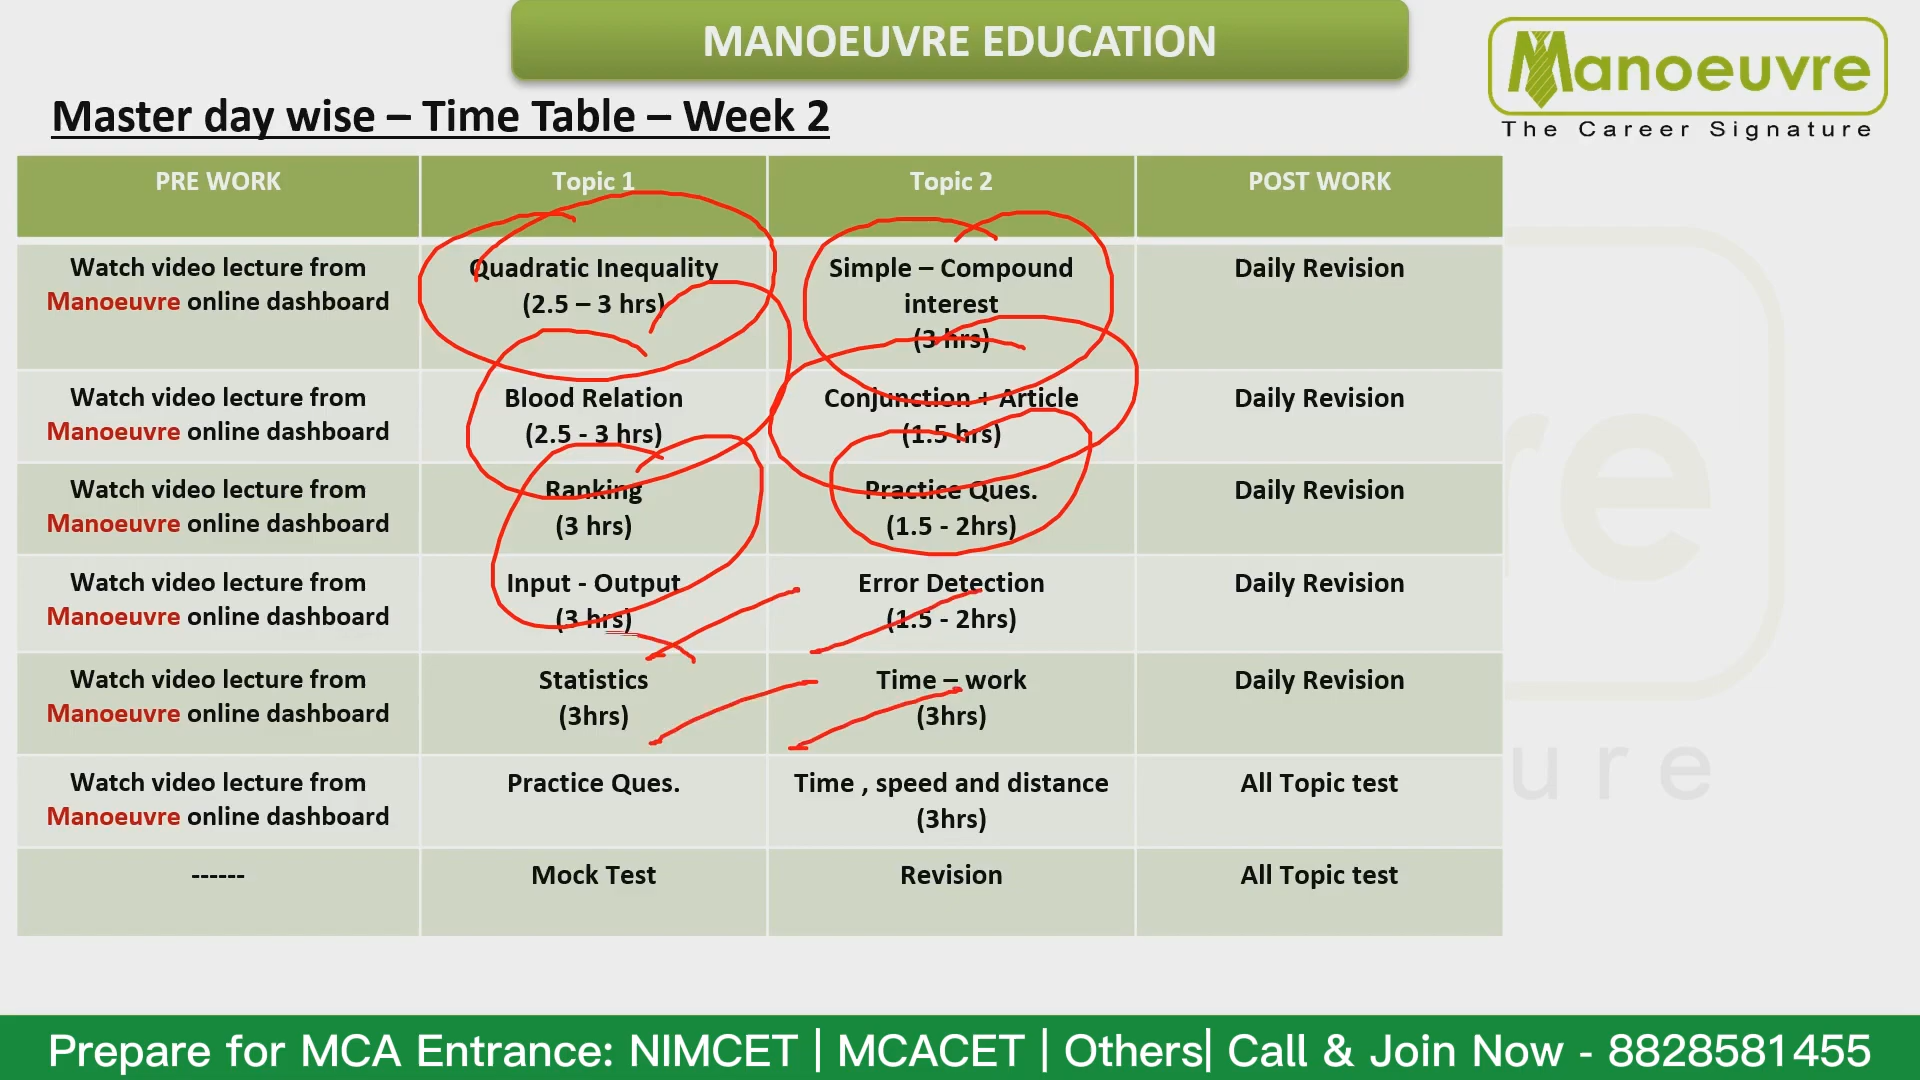 MANOEUVRE EDUCATION
Manoeuvre
The Career Signature
Master day wise – Time Table – Week 2
PRE WORK Topic 1 Topic 2 POST WORK
Watch video lecture from Quadratic Inequality Simple – Compound Daily Revision
Manoeuvre online dashboard (2.5 – 3 hrs) interest
(3 hrs)
Watch video lecture from Blood Relation Conjunction + Article Daily Revision
Manoeuvre online dashboard (2.5 - 3 hrs) (1.5 hrs)
Watch video lecture from Ranking Practice Ques. Daily Revision
Manoeuvre online dashboard (3 hrs) (1.5 - 2hrs)
Watch video lecture from Input - Output Error Detection Daily Revision
Manoeuvre online dashboard (3 hrs) (1.5 - 2hrs)
Watch video lecture from Statistics Time – work Daily Revision
Manoeuvre online dashboard (3hrs) (3hrs)
Watch video lecture from Practice Ques. Time , speed and distance All Topic test
Manoeuvre online dashboard (3hrs)
------ Mock Test Revision All Topic test
re
ure
Prepare for MCA Entrance: NIMCET | MCACET | Others| Call & Join Now - 8828581455